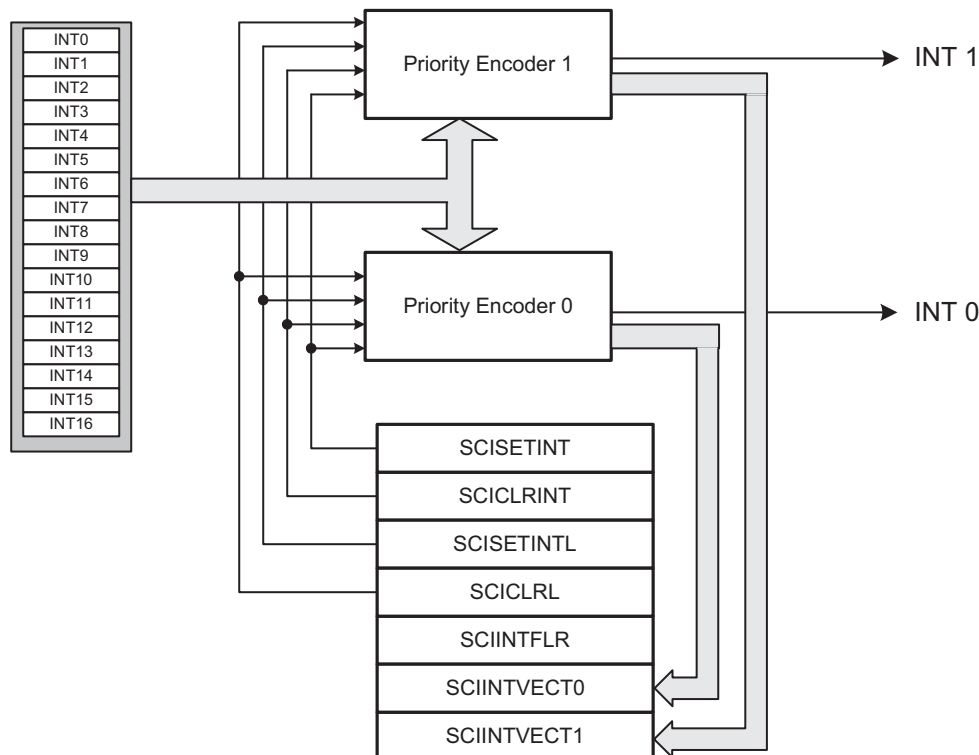 INT0
INT1
INT2
INT3
INT4
INT5
INT6
INT7
INT8
INT9
INT10
INT11
INT12
INT13
INT14
INT15
INT16
Priority Encoder 1
INT 1
Priority Encoder 0
INT 0
SCISETINT
SCICLRINT
SCISETINTL
SCICLRL
SCIINTFLR
SCIINTVECT0
SCIINTVECT1